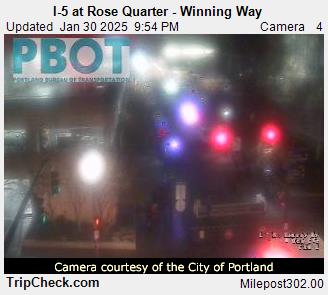 I-5 at Rose Quarter - Winning Way
Updated Jan 30 2025 9:54 PM Camera 4
PBOT
PORTLAND BUREAU OF TRANSPORTATION
Camera courtesy of the City of Portland
TripCheck.com Milepost302.00